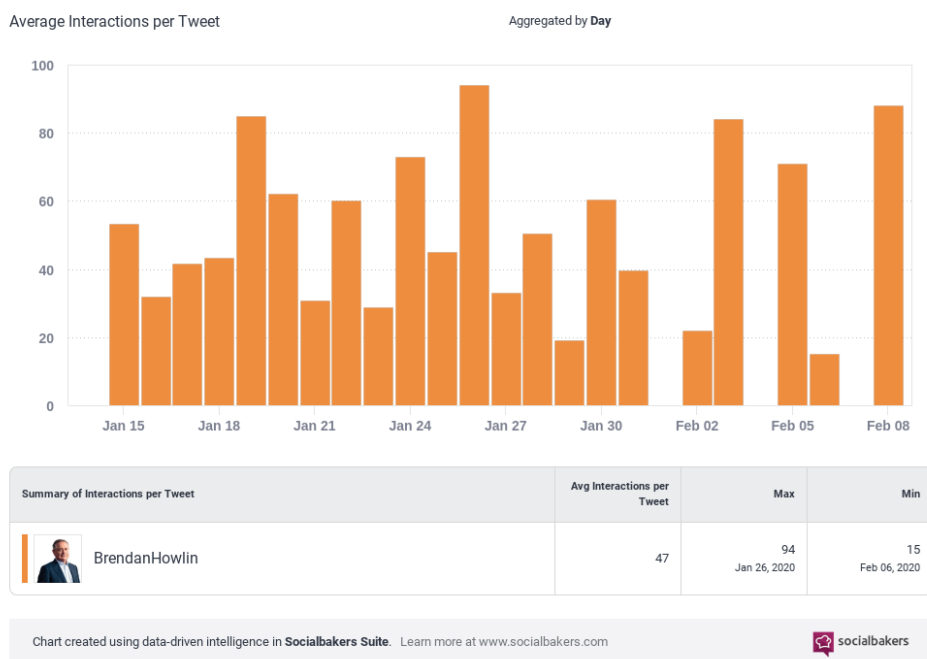 Average Interactions per Tweet
Aggregated by Day
100
80
60
40
20
0
Jan 15 Jan 18 Jan 21 Jan 24 Jan 27 Jan 30 Feb 02 Feb 05 Feb 08
Summary of Interactions per Tweet
Avg Interactions per
Tweet
Max
Min
BrendanHowlin
47
94
Jan 26, 2020
15
Feb 06, 2020
Chart created using data-driven intelligence in Socialbakers Suite. Learn more at www.socialbakers.com
socialbakers